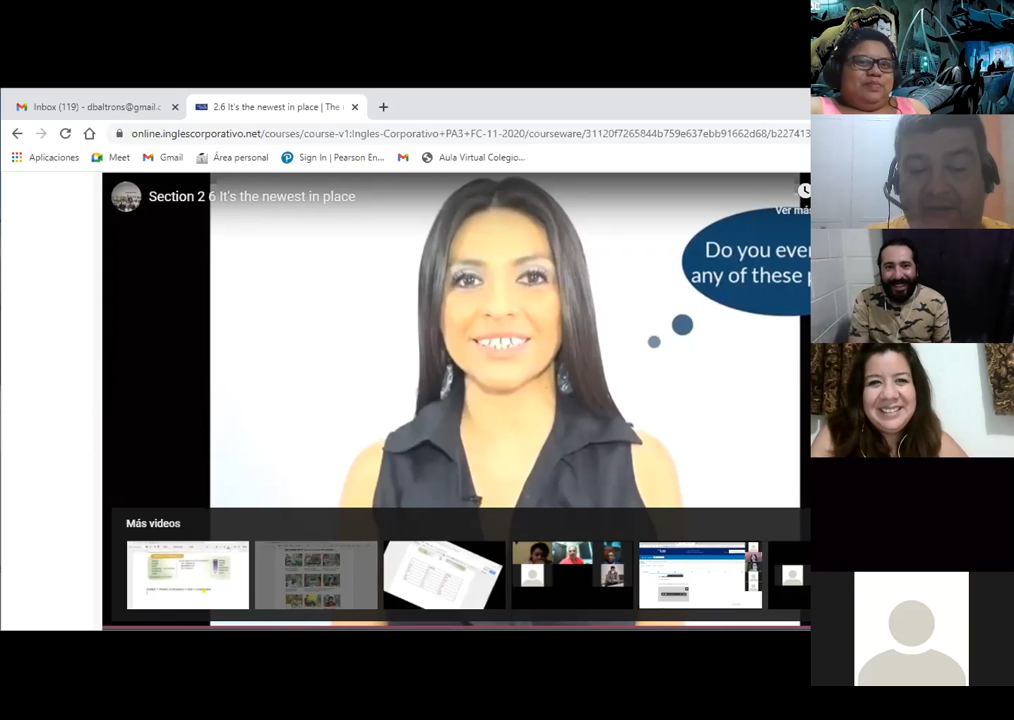 Inbox (119) - dbaltrons@gmail.c
2.6 It's the newest in place | The
online.inglescorporativo.net/courses/course-v1:Ingles-Corporativo+PA3+FC-11-2020/courseware/31120f7265844b759e637ebb91662d68/b227413
Aplicaciones
Meet
Gmail
Área personal
Sign In | Pearson En...
Aula Virtual Colegio...
Section 2 6 It's the newest in place
Ver más
Do you ever
any of these
Más videos